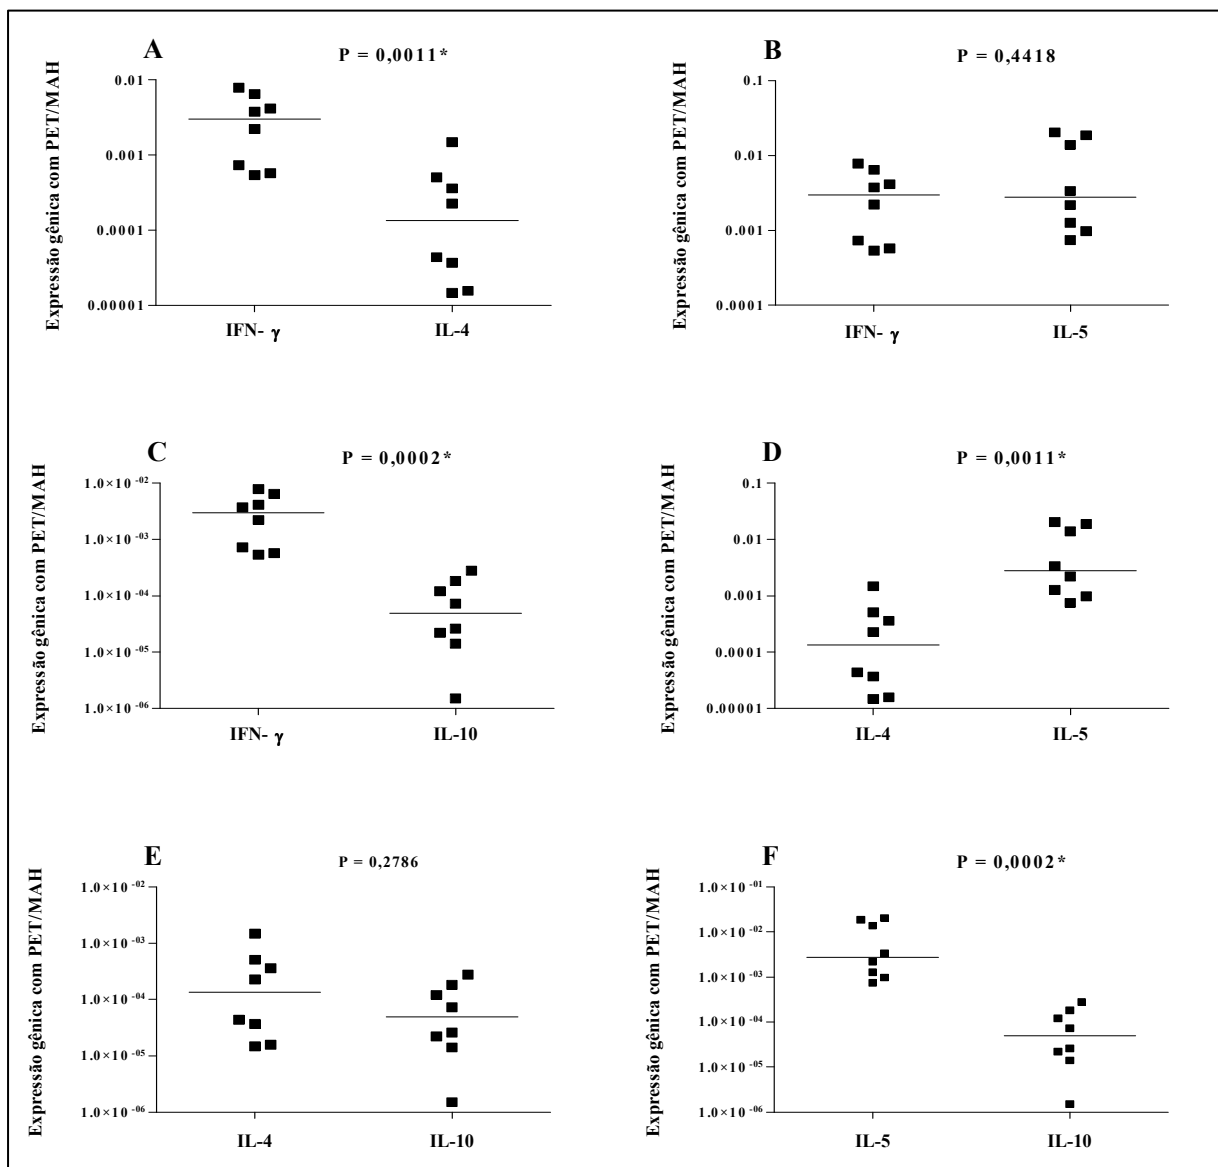 A
P = 0,0011*
Expressão gênica com PET/MAH
0.01
0.001
0.0001
0.00001
IFN- γ
IL-4
B
P = 0,4418
Expressão gênica com PET/MAH
0.1
0.01
0.001
0.0001
IFN- γ
IL-5
C
P = 0,0002*
Expressão gênica com PET/MAH
1.0×10 -02
1.0×10 -03
1.0×10 -04
1.0×10 -05
1.0×10 -06
IFN- γ
IL-10
D
P = 0,0011*
Expressão gênica com PET/MAH
0.1
0.01
0.001
0.0001
0.00001
IL-4
IL-5
E
P = 0,2786
Expressão gênica com PET/MAH
1.0×10 -02
1.0×10 -03
1.0×10 -04
1.0×10 -05
1.0×10 -06
IL-4
IL-10
F
P = 0,0002*
Expressão gênica com PET/MAH
1.0×10 -01
1.0×10 -02
1.0×10 -03
1.0×10 -04
1.0×10 -05
1.0×10 -06
IL-5
IL-10